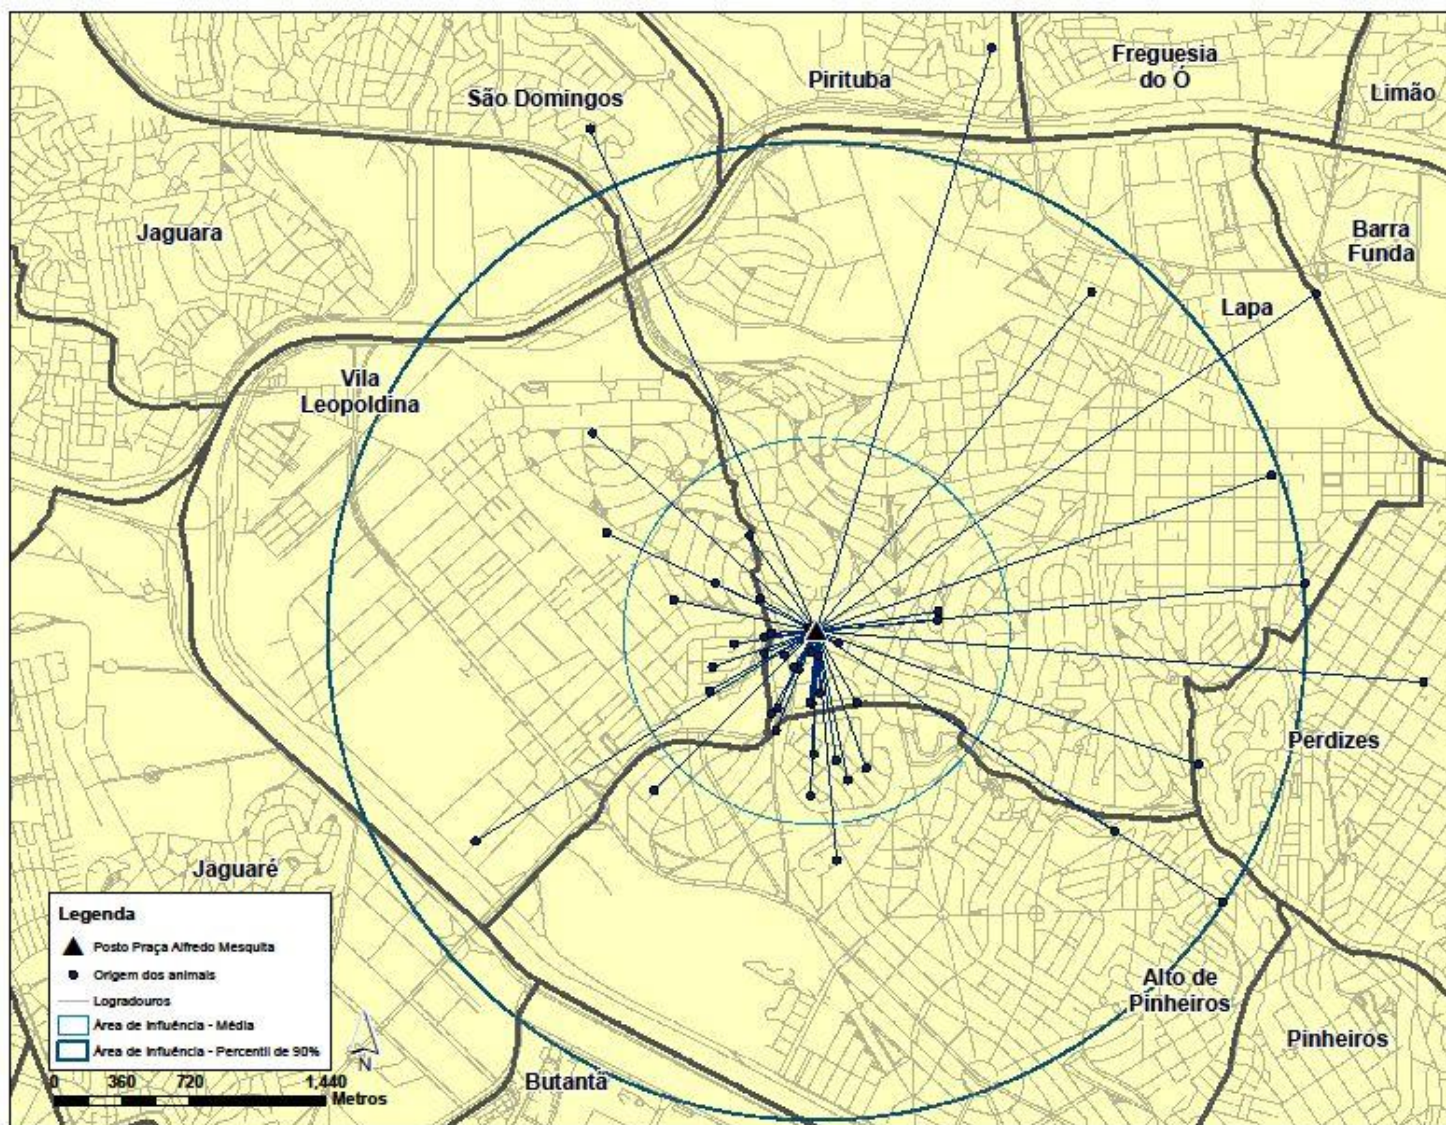 Freguesia
do Ó
Pirituba
Limão
São Domingos
Jaguara
Barra
Funda
Lapa
Vila
Leopoldina
Perdizes
Jaguaré
Alto de
Pinheiros
Pinheiros
Butantã
Legenda
Posto Praça Alfredo Mesquita
Origem dos animais
Logradouros
Área de Influência - Média
Área de Influência - Percentil de 90%
N
0 360 720 1,440
Metros